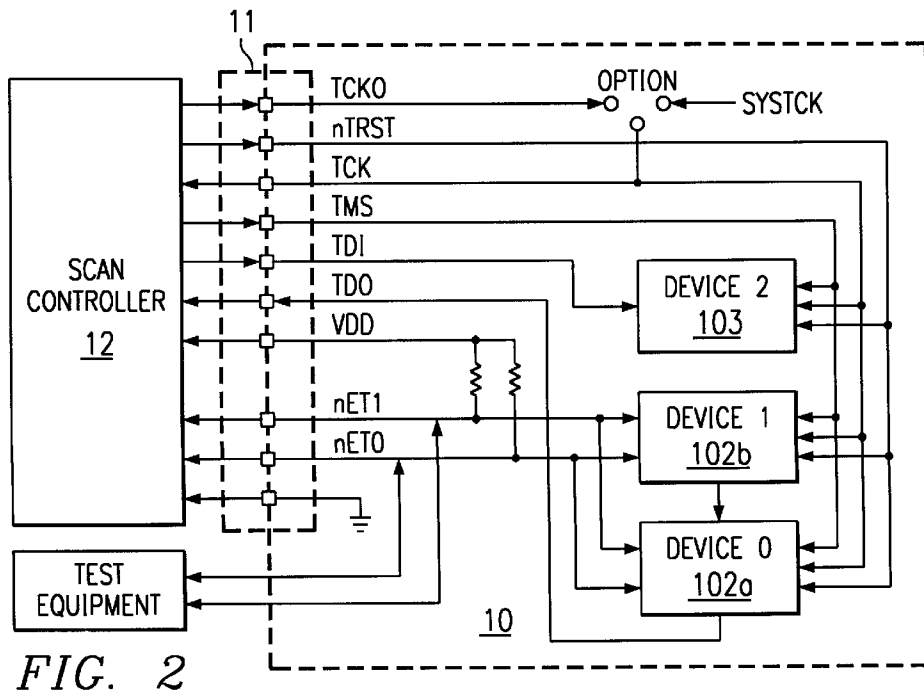 11
TCKO
OPTION
SYSTCK
nTRST
TCK
TMS
TDI
SCAN
CONTROLLER
12
TDO
VDD
DEVICE 2
103
nET1
DEVICE 1
102b
nET0
DEVICE 0
102a
TEST
EQUIPMENT
10
FIG. 2